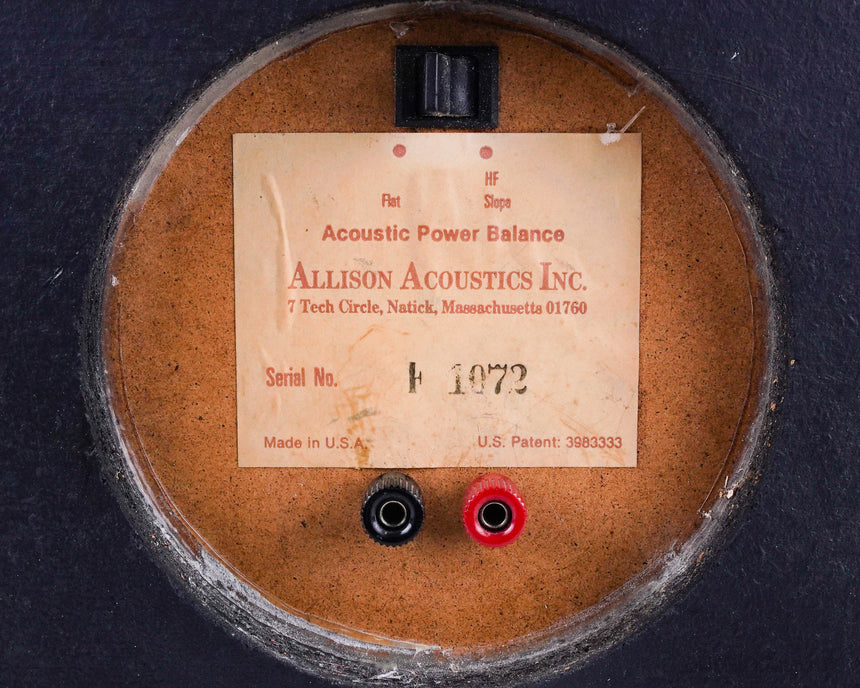 HF
Flat Slope
Acoustic Power Balance
ALLISON ACOUSTICS INC.
7 Tech Circle, Natick, Massachusetts 01760
Serial No. F 1072
Made in U.S.A. U.S. Patent: 3983333